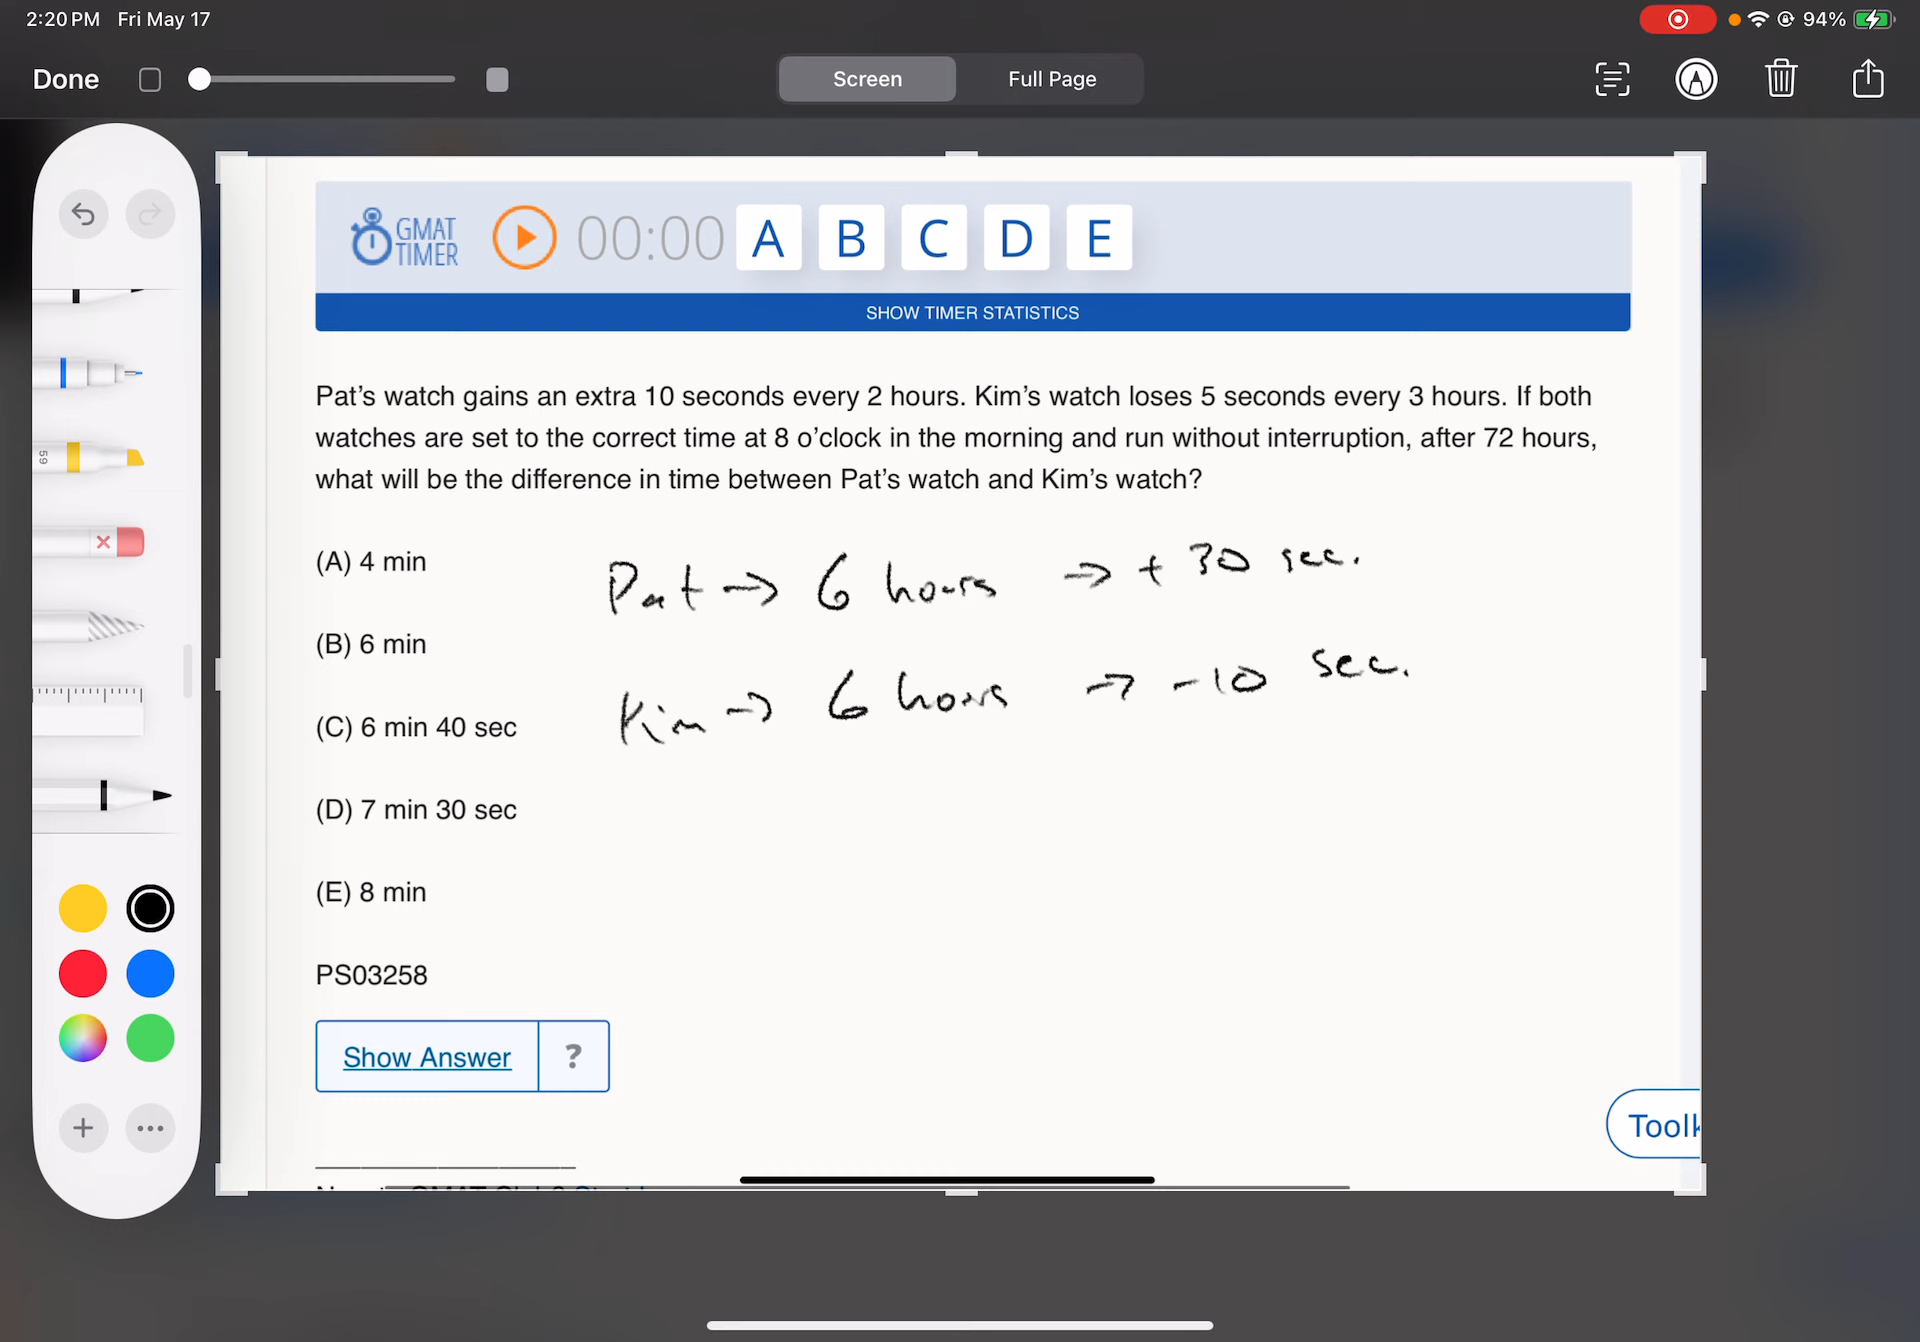 2:20 PM Fri May 17
94%
Done
Screen
Full Page
GMAT
TIMER
00:00
A B C D E
SHOW TIMER STATISTICS
Pat's watch gains an extra 10 seconds every 2 hours. Kim's watch loses 5 seconds every 3 hours. If both
watches are set to the correct time at 8 o'clock in the morning and run without interruption, after 72 hours,
what will be the difference in time between Pat's watch and Kim's watch?
(A) 4 min
Pat → 6 hours → + 30 sec.
(B) 6 min
Kim → 6 hours → -10 sec.
(C) 6 min 40 sec
(D) 7 min 30 sec
(E) 8 min
PS03258
Show Answer ?
59